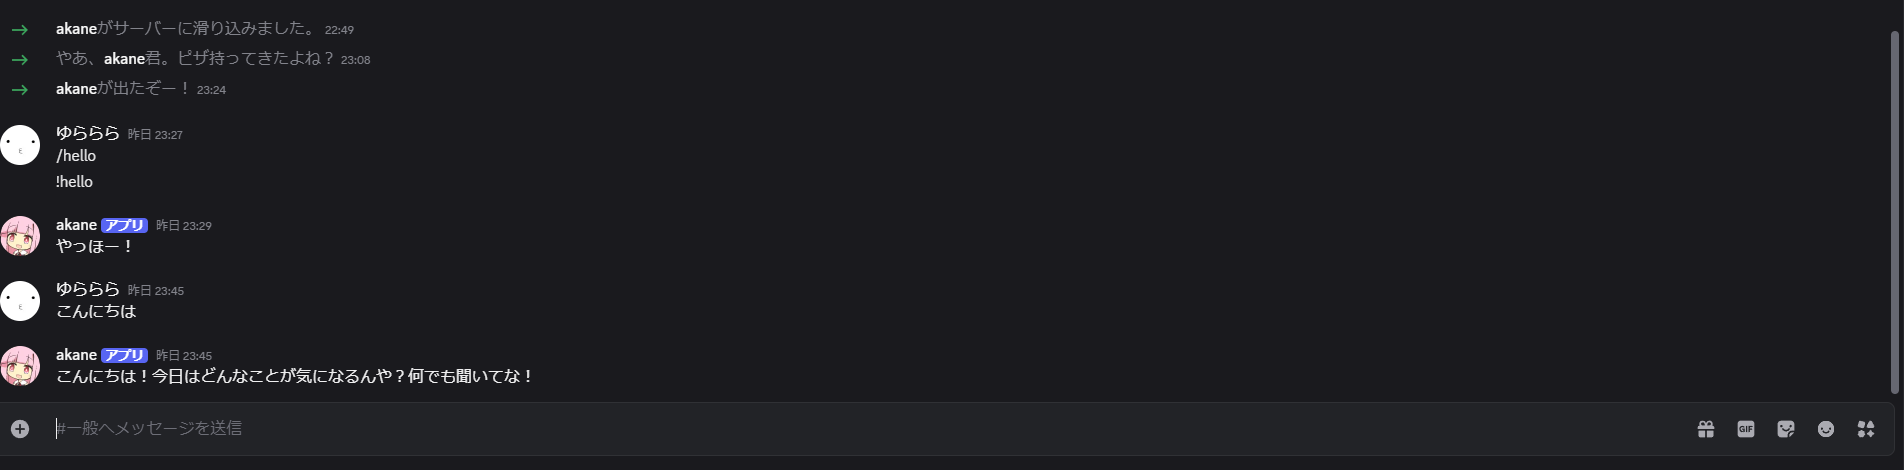 akaneがサーバーに滑り込みました。 22:49
やあ、akane君。ピザ持ってきたよね？ 23:08
akaneが出たぞー！ 23:24
ゆららら 昨日 23:27
/hello
!hello
akane アプリ 昨日 23:29
やっほー！
ゆららら 昨日 23:45
こんにちは
akane アプリ 昨日 23:45
こんにちは！今日はどんなことが気になるんや？何でも聞いてな！
#一般へメッセージを送信
GIF